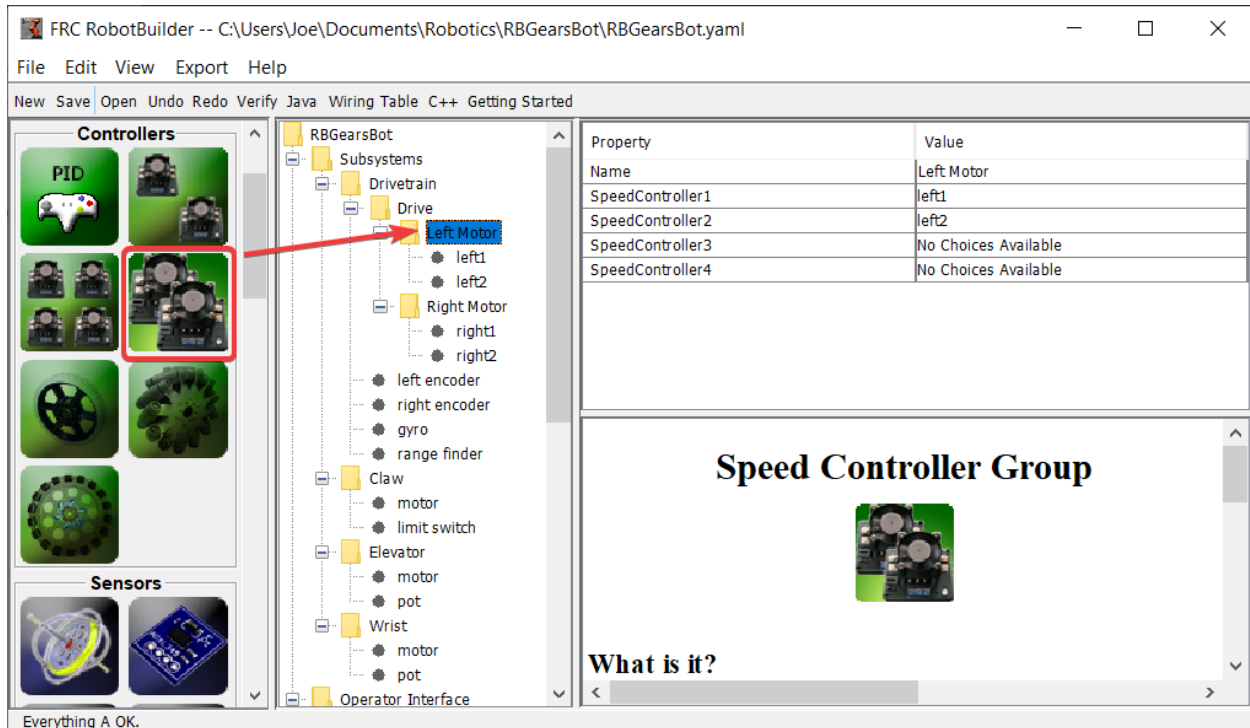 FRC RobotBuilder -- C:\Users\Joe\Documents\Robotics\RBGearsBot\RBGearsBot.yaml
File Edit View Export Help
New Save Open Undo Redo Verify Java Wiring Table C++ Getting Started
Controllers
PID
Sensors
RBGearsBot
Subsystems
Drivetrain
Drive
Left Motor
left1
left2
Right Motor
right1
right2
left encoder
right encoder
gyro
range finder
Claw
motor
limit switch
Elevator
motor
pot
Wrist
motor
pot
Operator Interface
Property Value
Name Left Motor
SpeedController1 left1
SpeedController2 left2
SpeedController3 No Choices Available
SpeedController4 No Choices Available
Speed Controller Group
What is it?
Everything A OK.